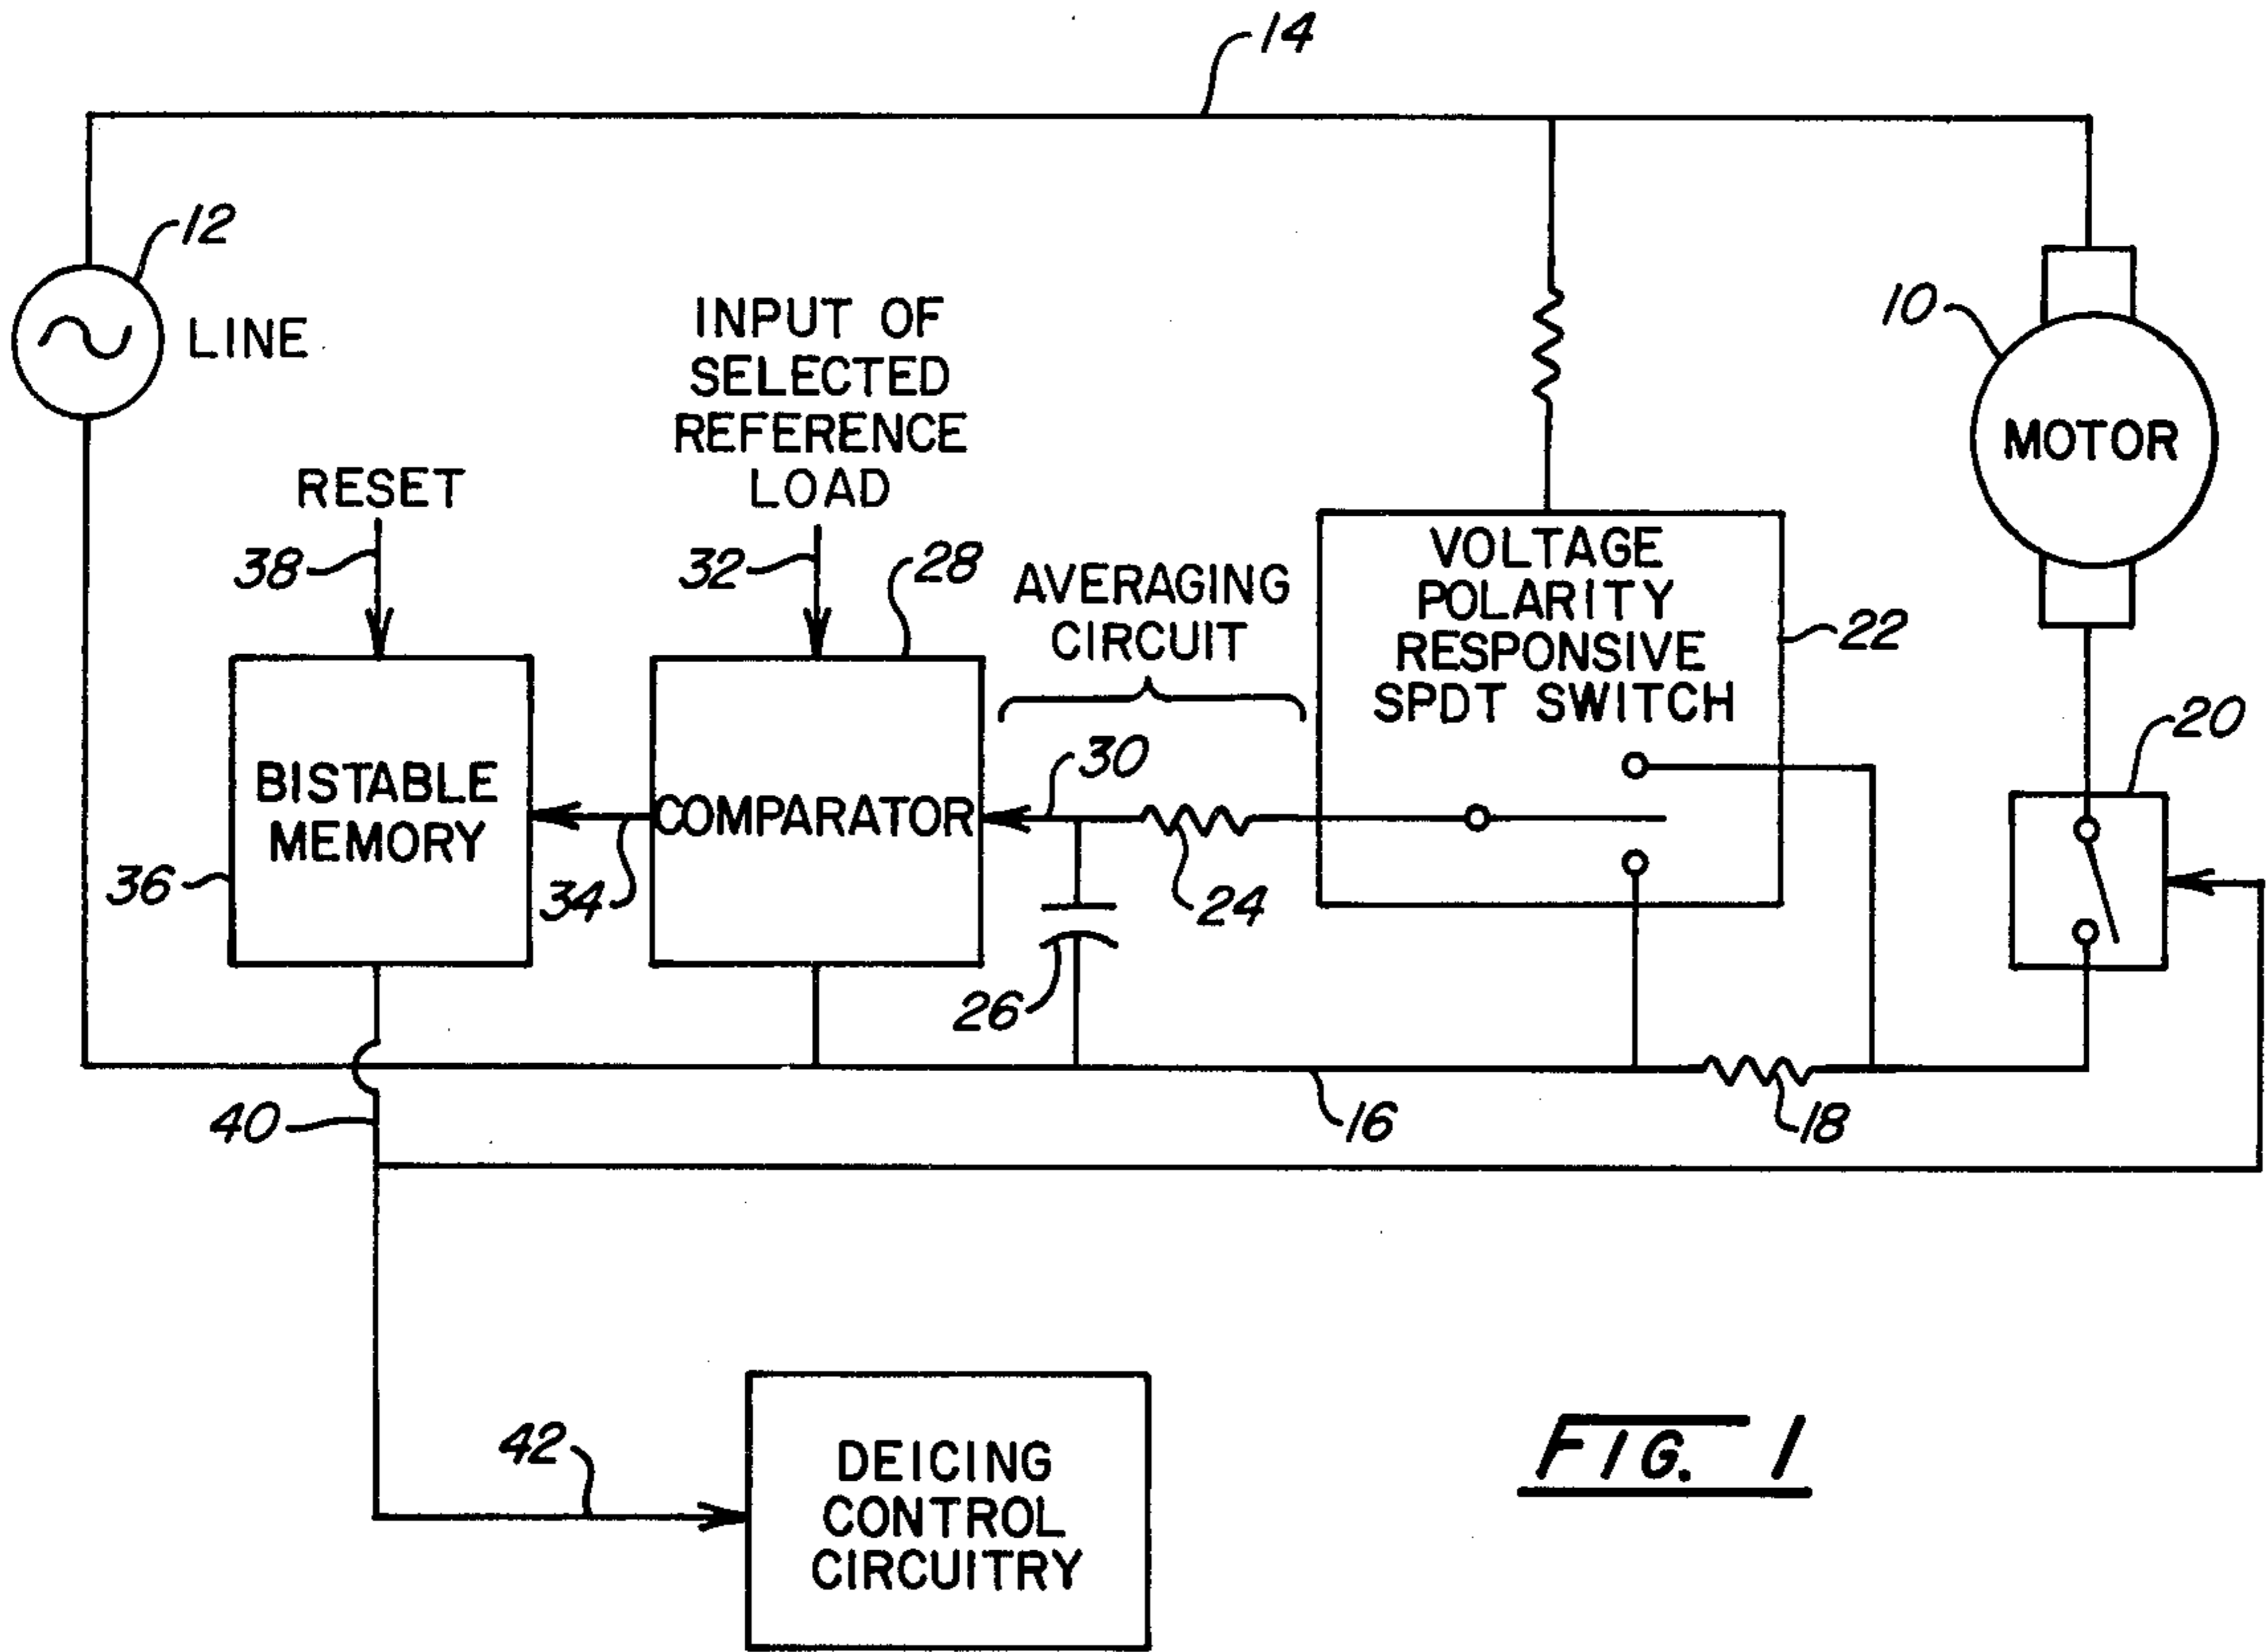 14
12
LINE
INPUT OF
SELECTED
REFERENCE
LOAD
10
MOTOR
RESET
38
32
28
AVERAGING
CIRCUIT
VOLTAGE
POLARITY
RESPONSIVE
SPDT SWITCH
22
20
30
BISTABLE
MEMORY
COMPARATOR
36
34
24
26
40
16
18
42
DEICING
CONTROL
CIRCUITRY
FIG. 1